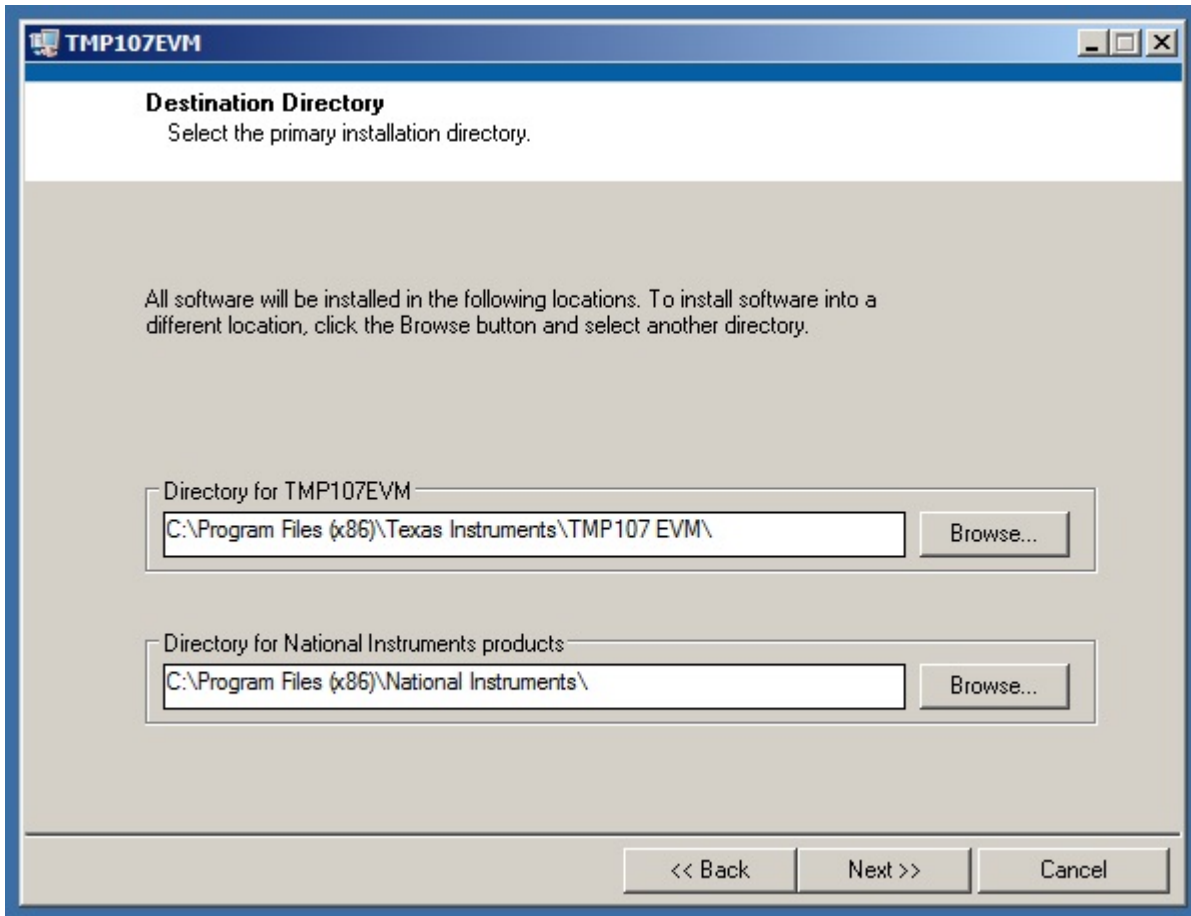 TMP107EVM
Destination Directory
Select the primary installation directory.
All software will be installed in the following locations. To install software into a
different location, click the Browse button and select another directory.
Directory for TMP107EVM
C:\Program Files (x86)\Texas Instruments\TMP107 EVM\
Browse...
Directory for National Instruments products
C:\Program Files (x86)\National Instruments\
Browse...
<< Back
Next >>
Cancel